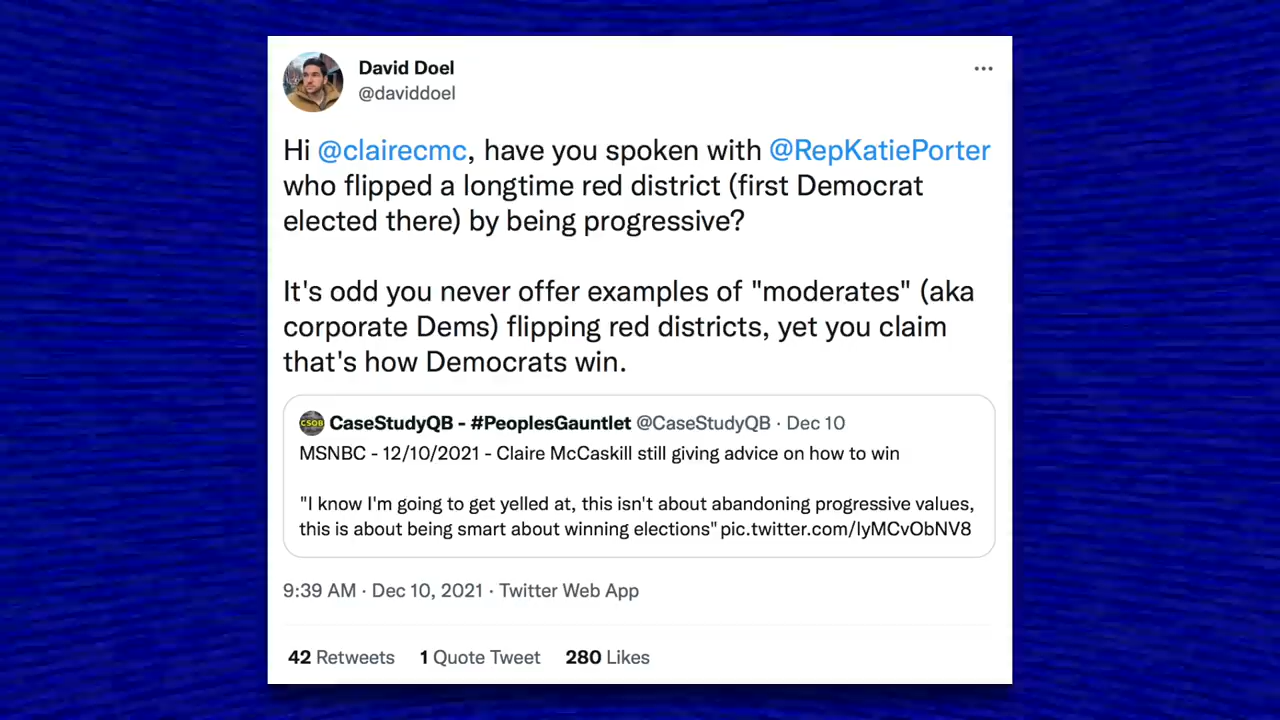 David Doel
@daviddoel
Hi @clairecmc, have you spoken with @RepKatiePorter
who flipped a longtime red district (first Democrat
elected there) by being progressive?
It's odd you never offer examples of "moderates" (aka
corporate Dems) flipping red districts, yet you claim
that's how Democrats win.
CSQB
CaseStudyQB - #PeoplesGauntlet @CaseStudyQB · Dec 10
MSNBC - 12/10/2021 - Claire McCaskill still giving advice on how to win
"I know I'm going to get yelled at, this isn't about abandoning progressive values,
this is about being smart about winning elections" pic.twitter.com/lyMCvObNV8
9:39 AM · Dec 10, 2021 · Twitter Web App
42 Retweets 1 Quote Tweet 280 Likes